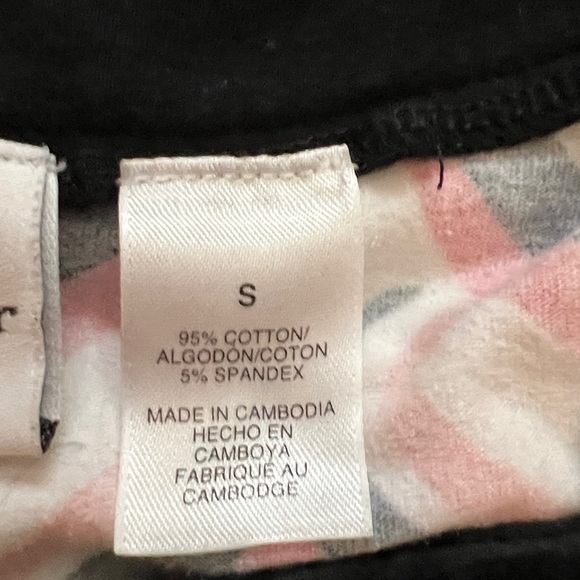 r
S
95% COTTON/
ALGODÓN/COTON
5% SPANDEX
MADE IN CAMBODIA
HECHO EN
CAMBOYA
FABRIQUÉ AU
CAMBODGE